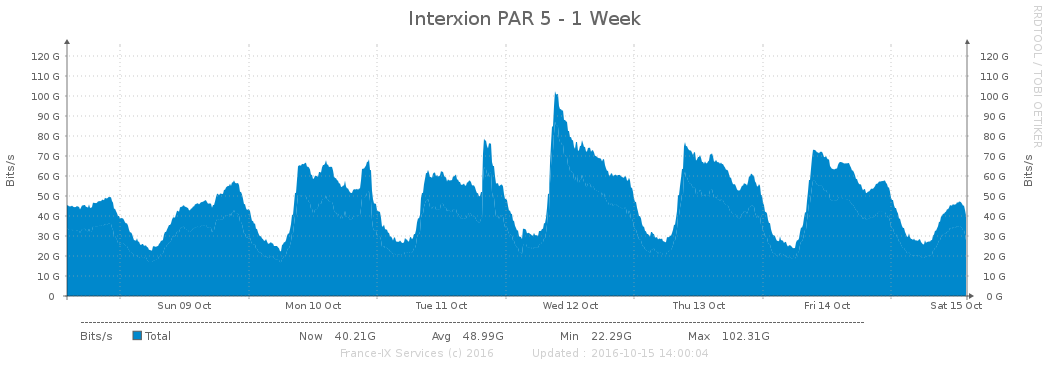 Interxion PAR 5 - 1 Week
RRDTOOL / TOBI OETIKER
Bits/s
120 G 120 G
110 G 110 G
100 G 100 G
90 G 90 G
80 G 80 G
70 G 70 G
60 G 60 G
50 G 50 G
40 G 40 G
30 G 30 G
20 G 20 G
10 G 10 G
0 0 G
Bits/s
Sun 09 Oct Mon 10 Oct Tue 11 Oct Wed 12 Oct Thu 13 Oct Fri 14 Oct Sat 15 Oct
Bits/s Total Now 40.21G Avg 48.99G Min 22.29G Max 102.31G
France-IX Services (c) 2016 Updated : 2016-10-15 14:00:04